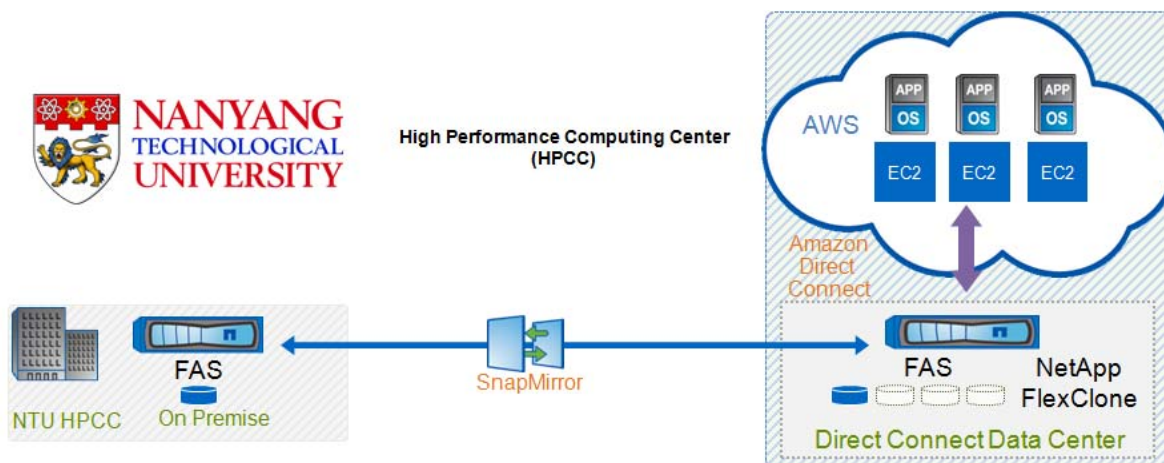 NANYANG
TECHNOLOGICAL
UNIVERSITY
High Performance Computing Center
(HPCC)
AWS
APP APP APP
OS OS OS
EC2 EC2 EC2
Amazon
Direct
Connect
FAS
NTU HPCC
On Premise
SnapMirror
FAS
NetApp
FlexClone
Direct Connect Data Center